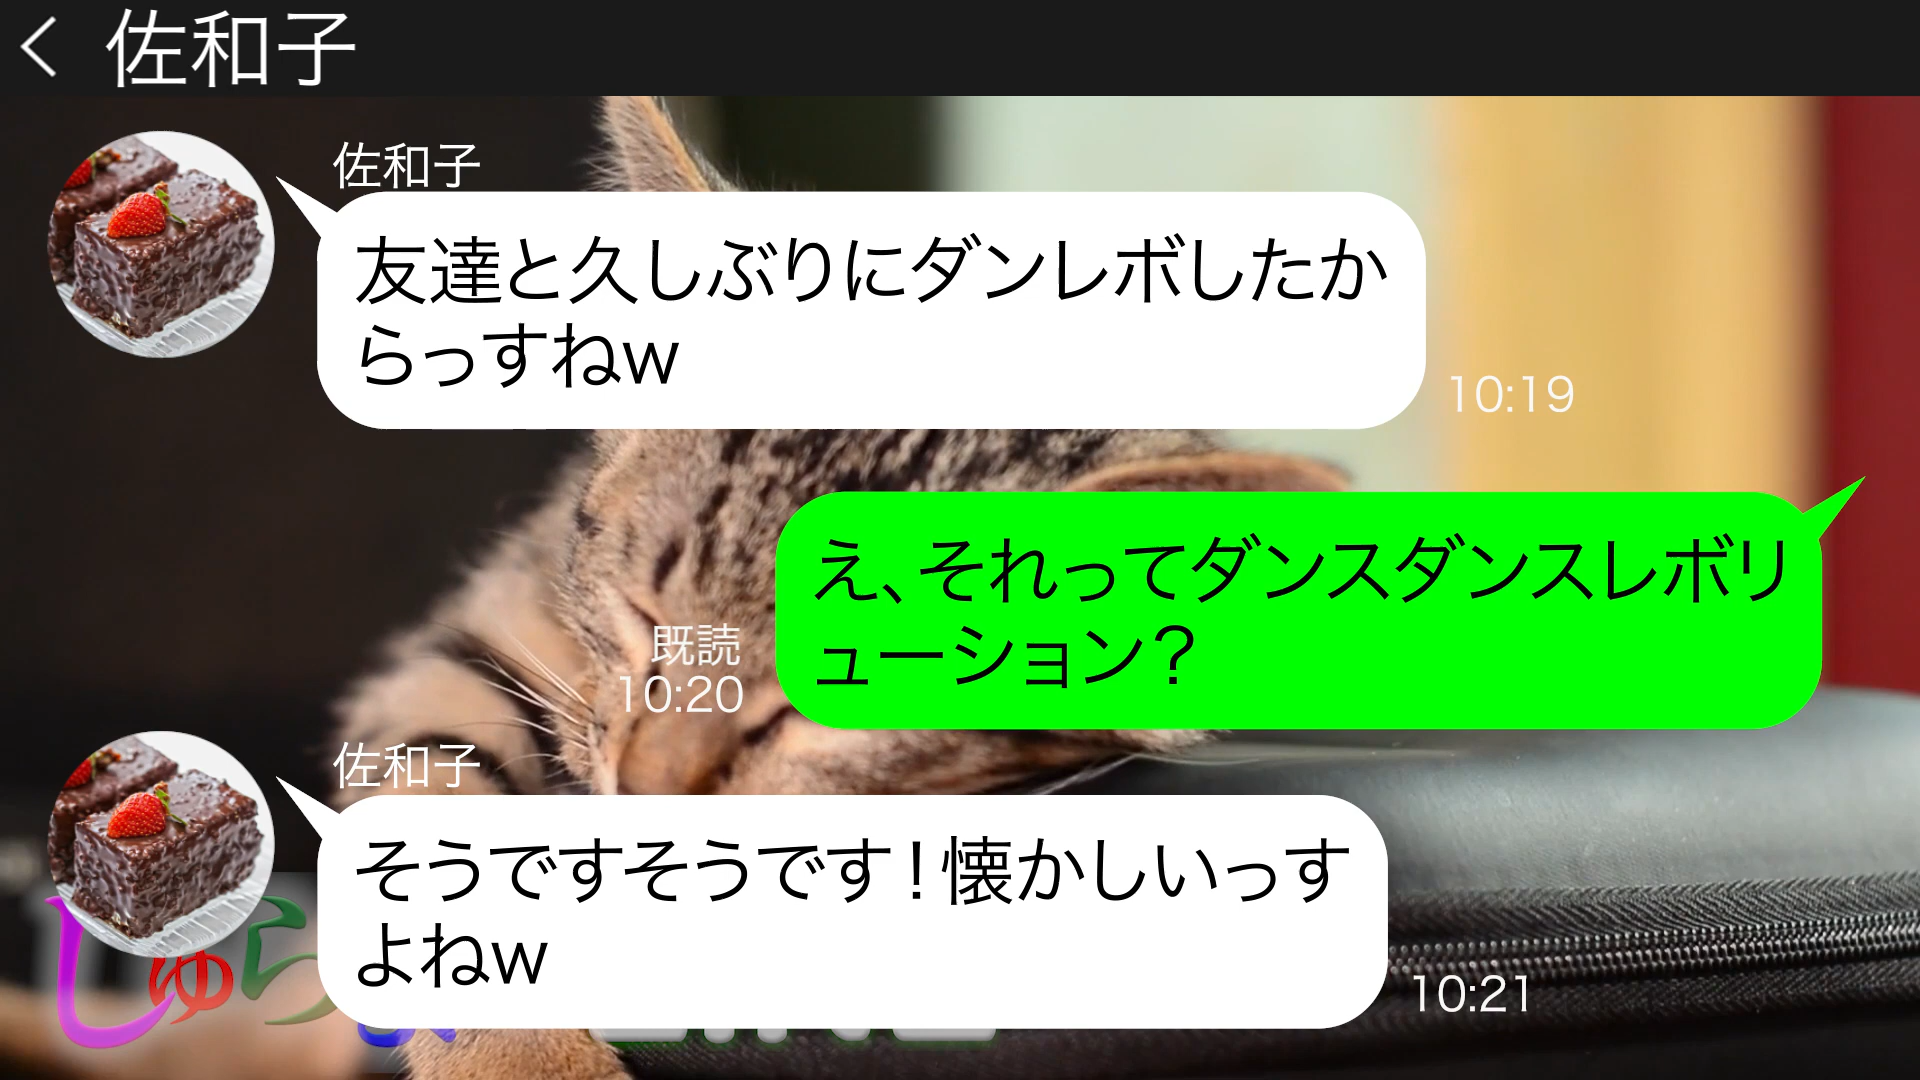 佐和子
佐和子
友達と久しぶりにダンレボしたか
らっすねw
10:19
え、それってダンスダンスレボリ
ューション？
既読
10:20
佐和子
そうですそうです！懐かしいっす
よねw
10:21
しゅら